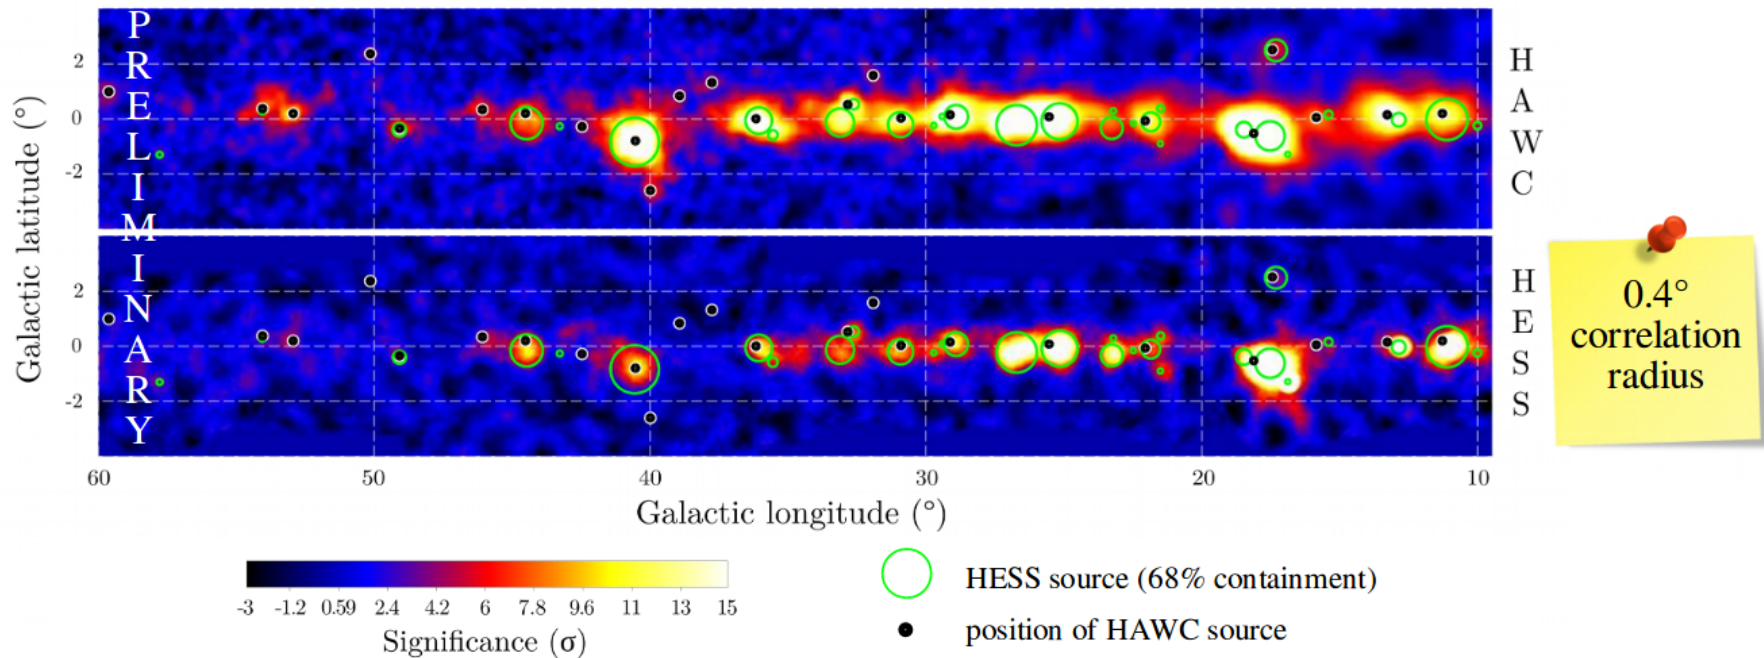 PRELIMINARY
2
0
-2
HAWC
2
0
-2
HESS
Galactic latitude (°)
60
50
40
30
20
10
Galactic longitude (°)
-3 -1.2 0.59 2.4 4.2 6 7.8 9.6 11 13 15
Significance (σ)
HESS source (68% containment)
position of HAWC source
0.4°
correlation
radius